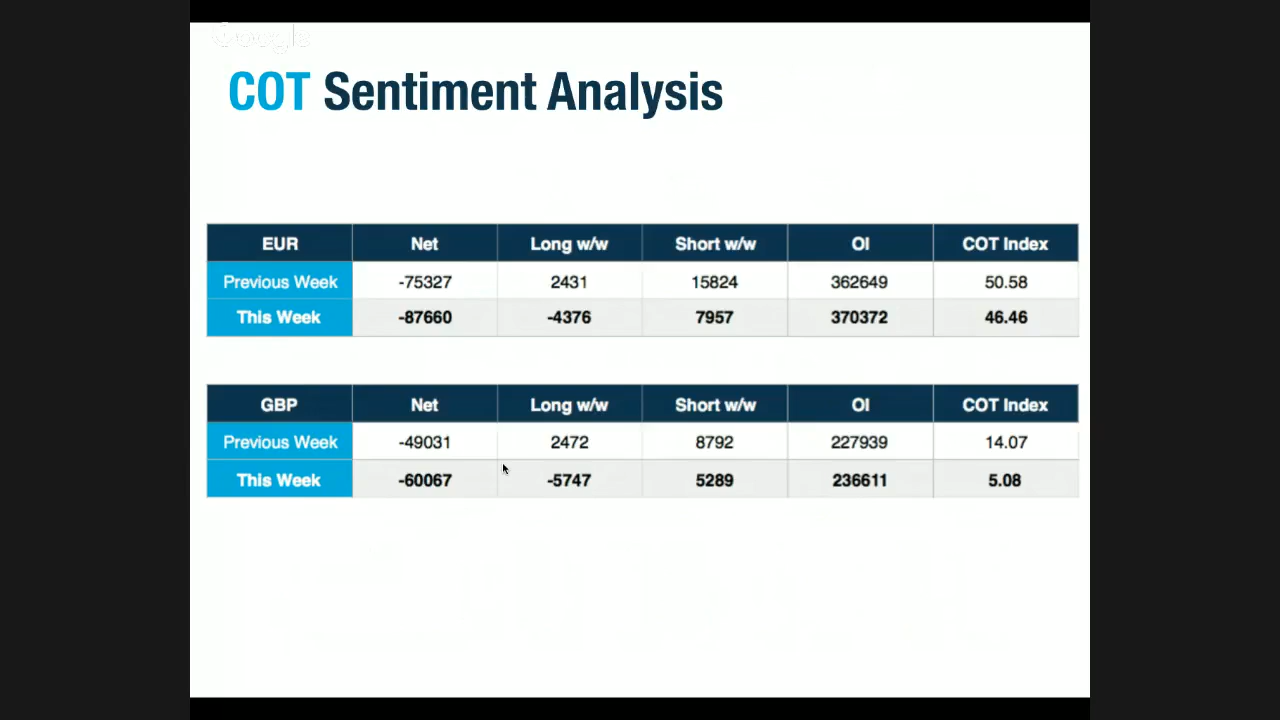 Google
COT Sentiment Analysis
EUR Net Long w/w Short w/w OI COT Index
Previous Week -75327 2431 15824 362649 50.58
This Week -87660 -4376 7957 370372 46.46
GBP Net Long w/w Short w/w OI COT Index
Previous Week -49031 2472 8792 227939 14.07
This Week -60067 -5747 5289 236611 5.08